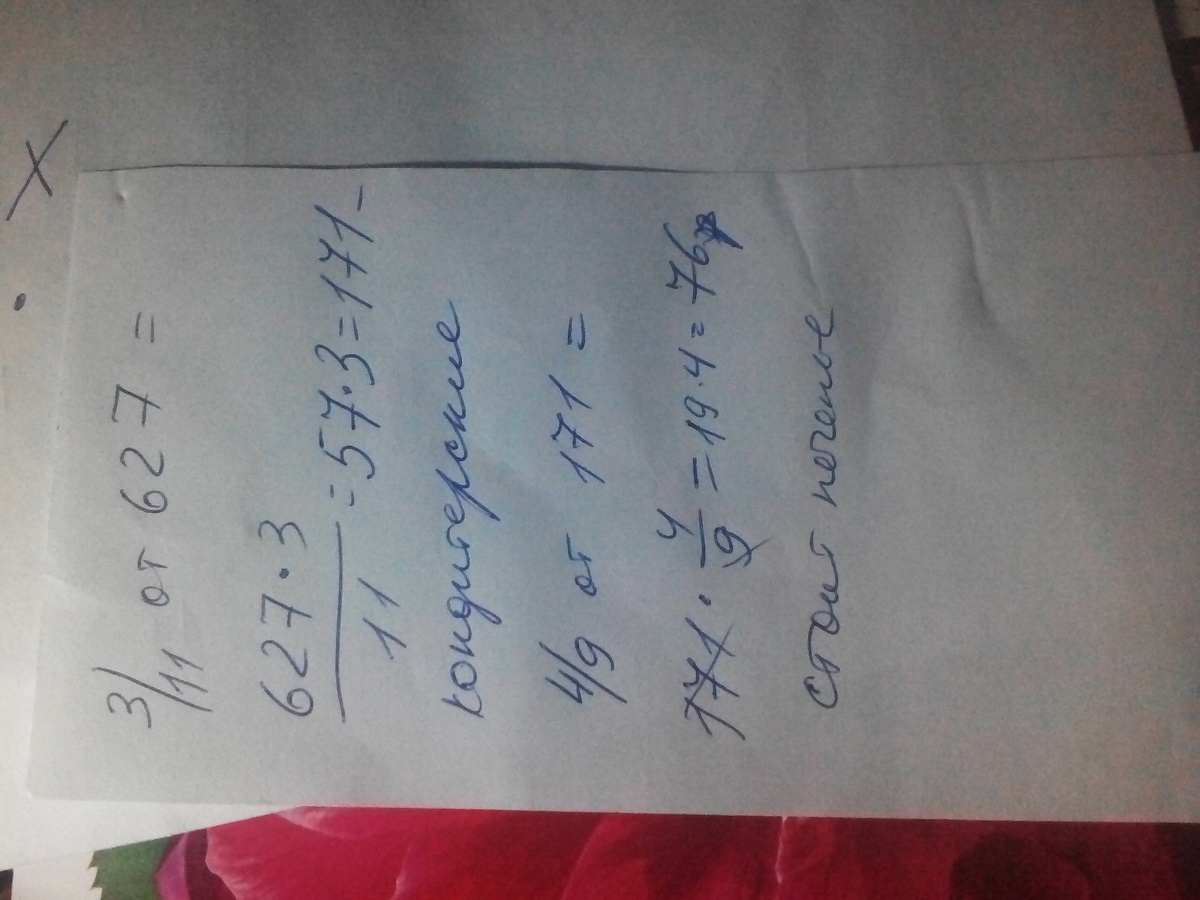 3/11 от 627 =
627·3
= 57·3 = 171 –
11
кондитерские
4/9 от 171 =
171 · 4/9 = 19·4 = 76р
стоит печенье
х